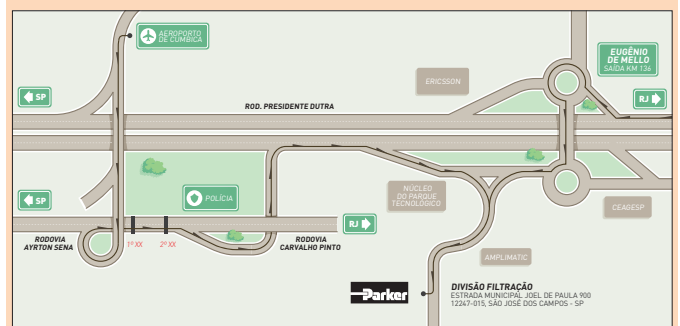 AEROPORTO
DE CUMBICA
EUGÊNIO
DE MELLO
SAÍDA KM 136
ERICSSON
SP
RJ
ROD. PRESIDENTE DUTRA
POLÍCIA
NÚCLEO
DO PARQUE
TECNOLÓGICO
SP
CEAGESP
RJ
RODOVIA
AYRTON SENA
1º XX
2º XX
RODOVIA
CARVALHO PINTO
AMPLIMATIC
Parker
DIVISÃO FILTRAÇÃO
ESTRADA MUNICIPAL JOEL DE PAULA 900
12247-015, SÃO JOSÉ DOS CAMPOS - SP